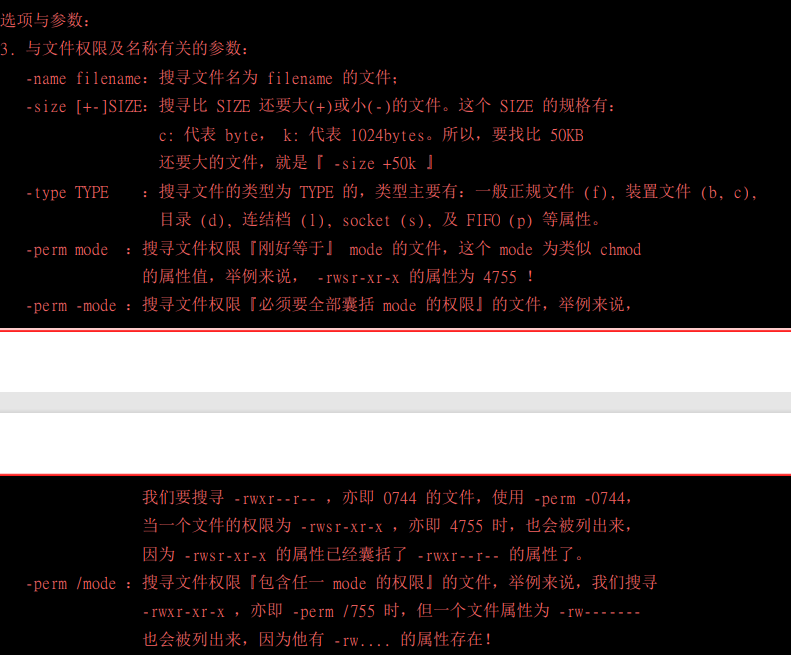 选项与参数：
3. 与文件权限及名称有关的参数：
-name filename：搜寻文件名为 filename 的文件；
-size [+-]SIZE：搜寻比 SIZE 还要大(+)或小(-)的文件。这个 SIZE 的规格有：
c: 代表 byte， k: 代表 1024bytes。所以，要找比 50KB
还要大的文件，就是『 -size +50k 』
-type TYPE ：搜寻文件的类型为 TYPE 的，类型主要有：一般正规文件 (f), 装置文件 (b, c),
目录 (d), 连结档 (l), socket (s), 及 FIFO (p) 等属性。
-perm mode ：搜寻文件权限『刚好等于』 mode 的文件，这个 mode 为类似 chmod
的属性值，举例来说， -rwsr-xr-x 的属性为 4755 ！
-perm -mode ：搜寻文件权限『必须要全部囊括 mode 的权限』的文件，举例来说，
我们要搜寻 -rwxr--r-- ，亦即 0744 的文件，使用 -perm -0744，
当一个文件的权限为 -rwsr-xr-x ，亦即 4755 时，也会被列出来，
因为 -rwsr-xr-x 的属性已经囊括了 -rwxr--r-- 的属性了。
-perm /mode ：搜寻文件权限『包含任一 mode 的权限』的文件，举例来说，我们搜寻
-rwxr-xr-x ，亦即 -perm /755 时，但一个文件属性为 -rw-------
也会被列出来，因为他有 -rw.... 的属性存在！